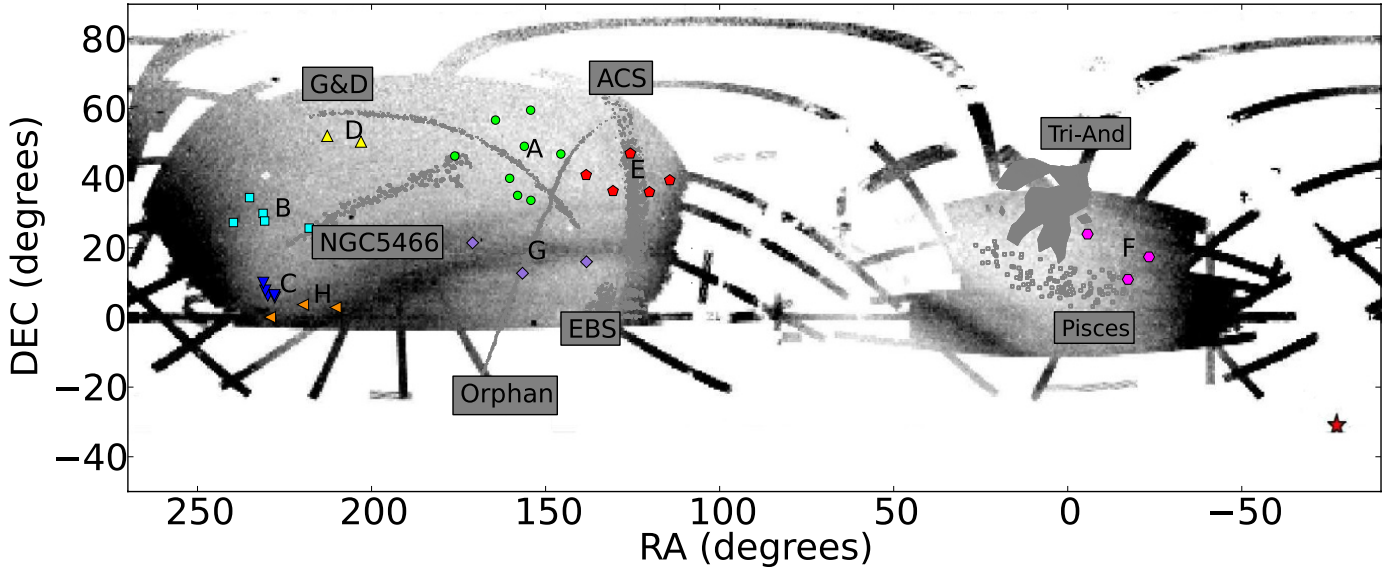 80
60
40
20
0
−20
−40
DEC (degrees)
G&D
ACS
Tri-And
D
A
E
B
NGC5466
G
F
C
H
EBS
Pisces
Orphan
250
200
150
100
50
0
−50
RA (degrees)